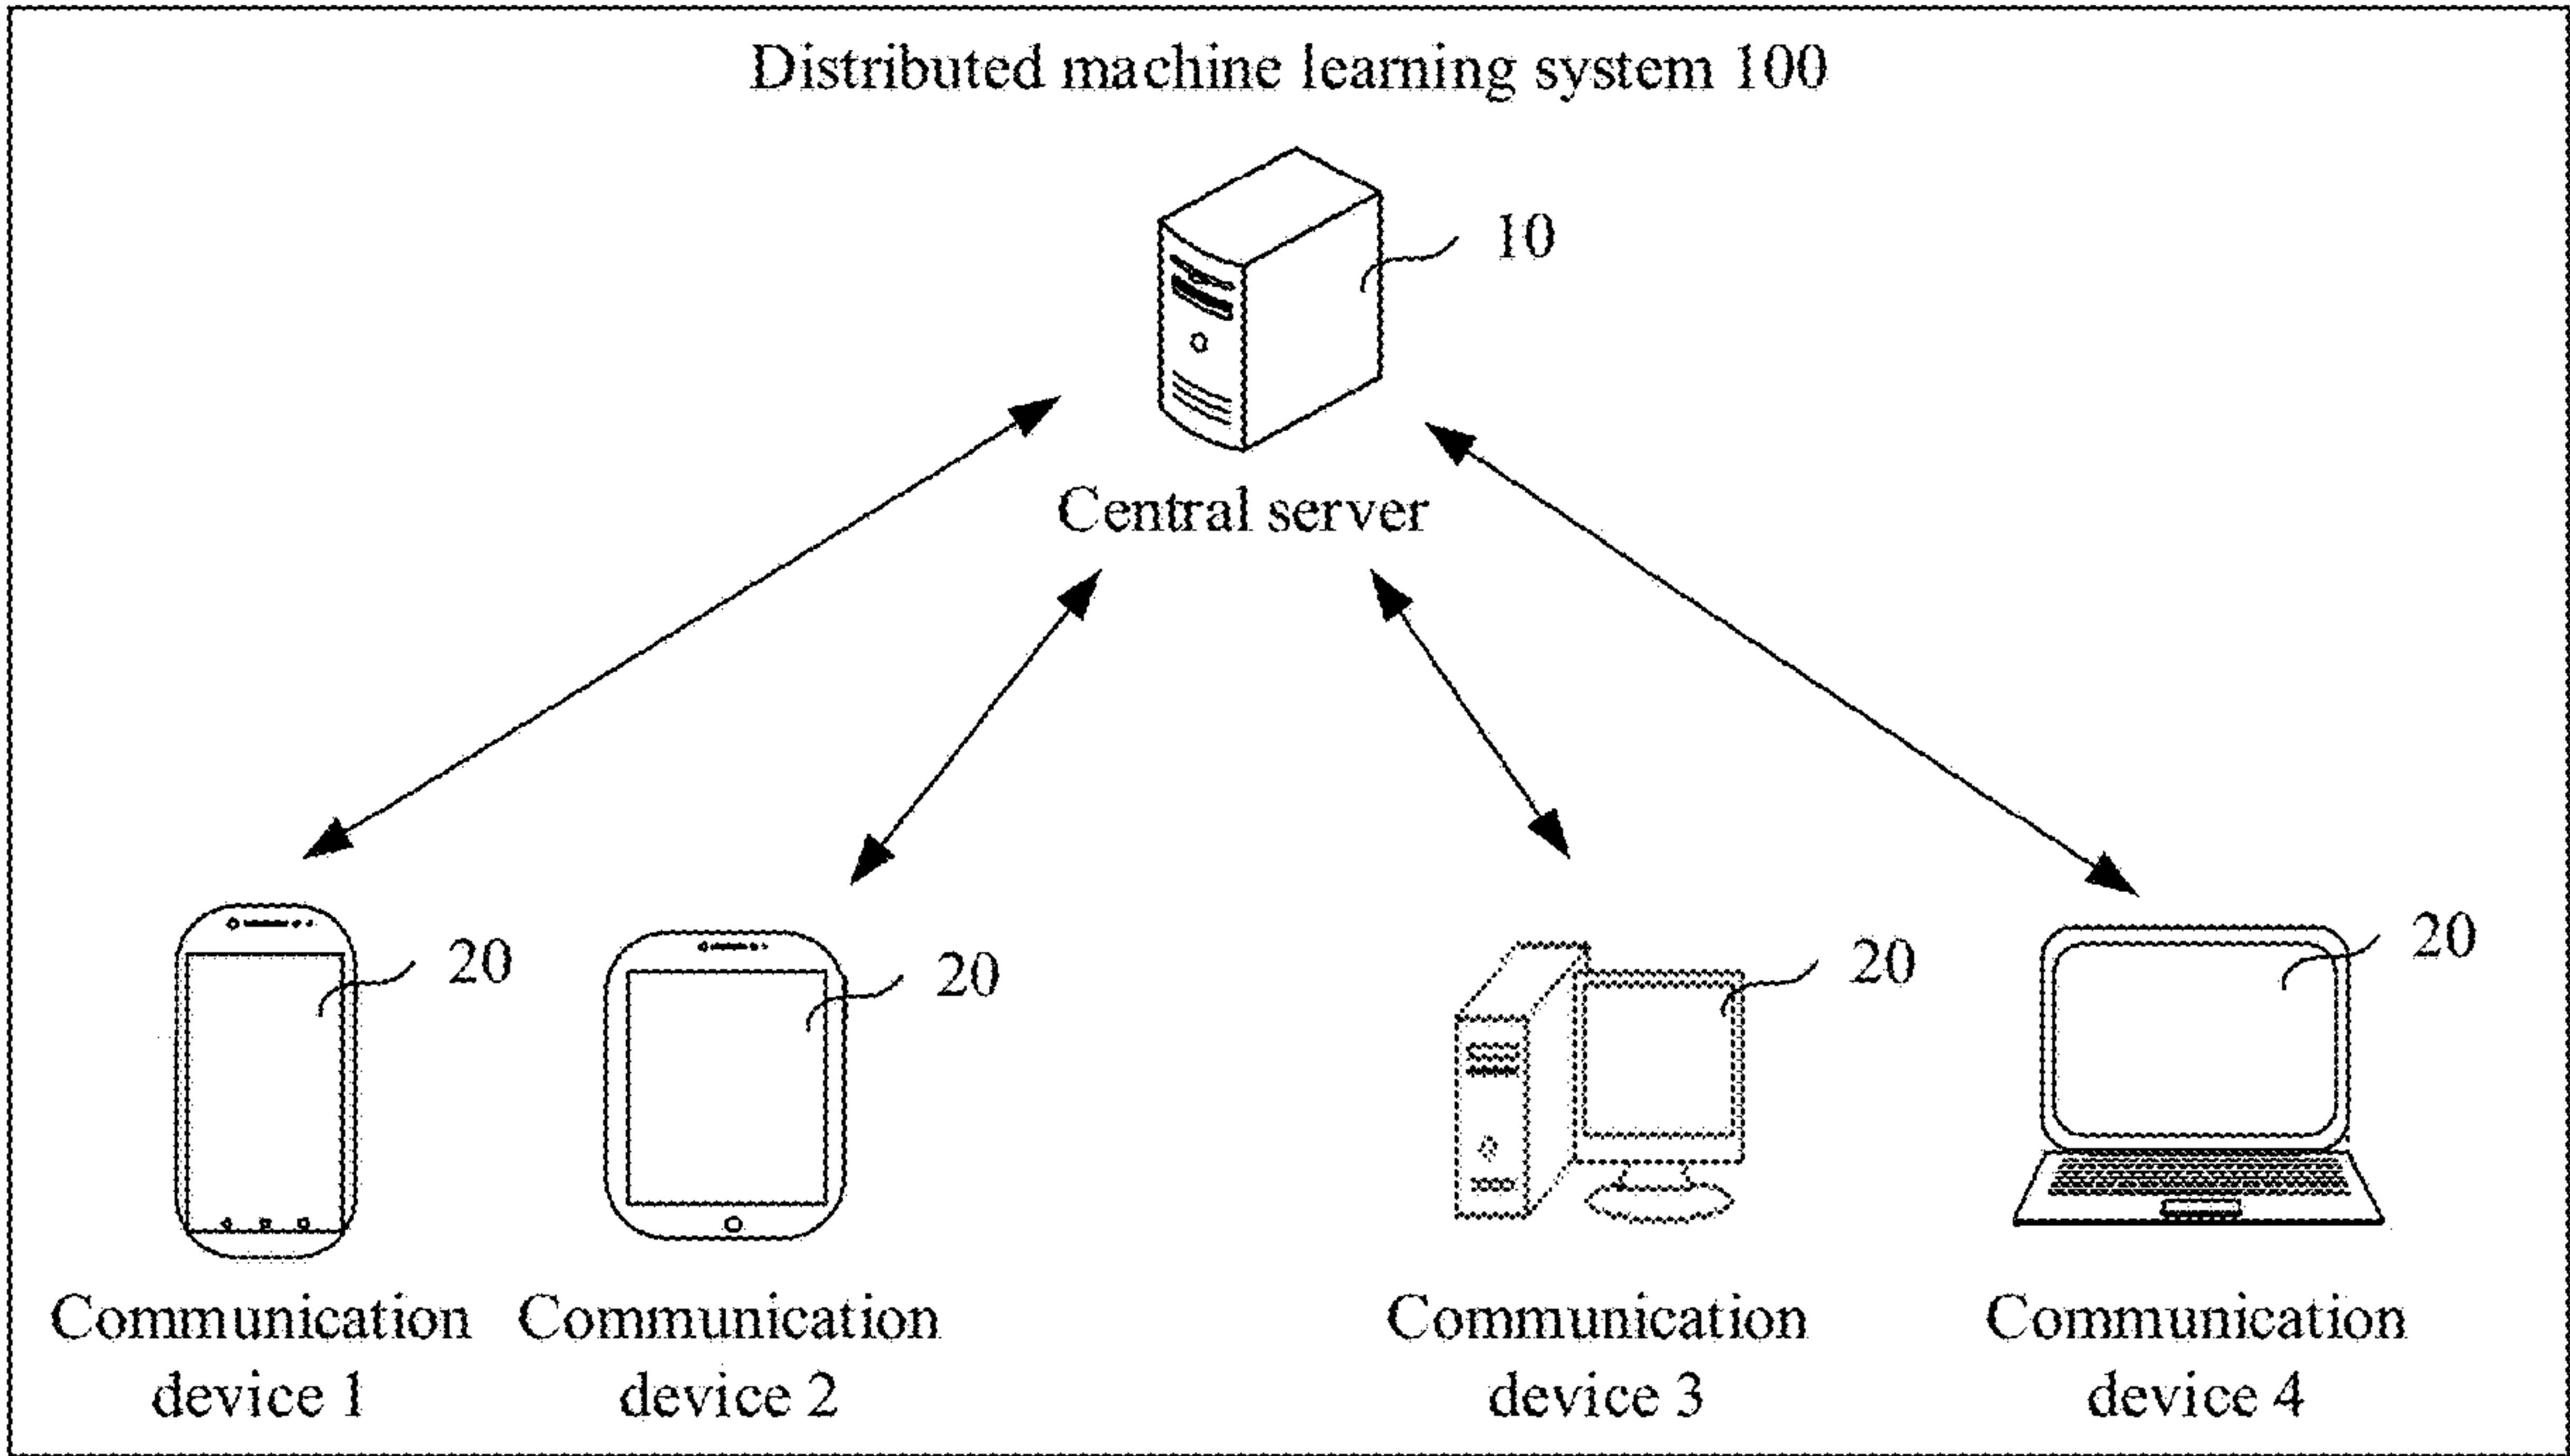 Distributed machine learning system 100
10
Central server
20
20
20
20
Communication
device 1
Communication
device 2
Communication
device 3
Communication
device 4